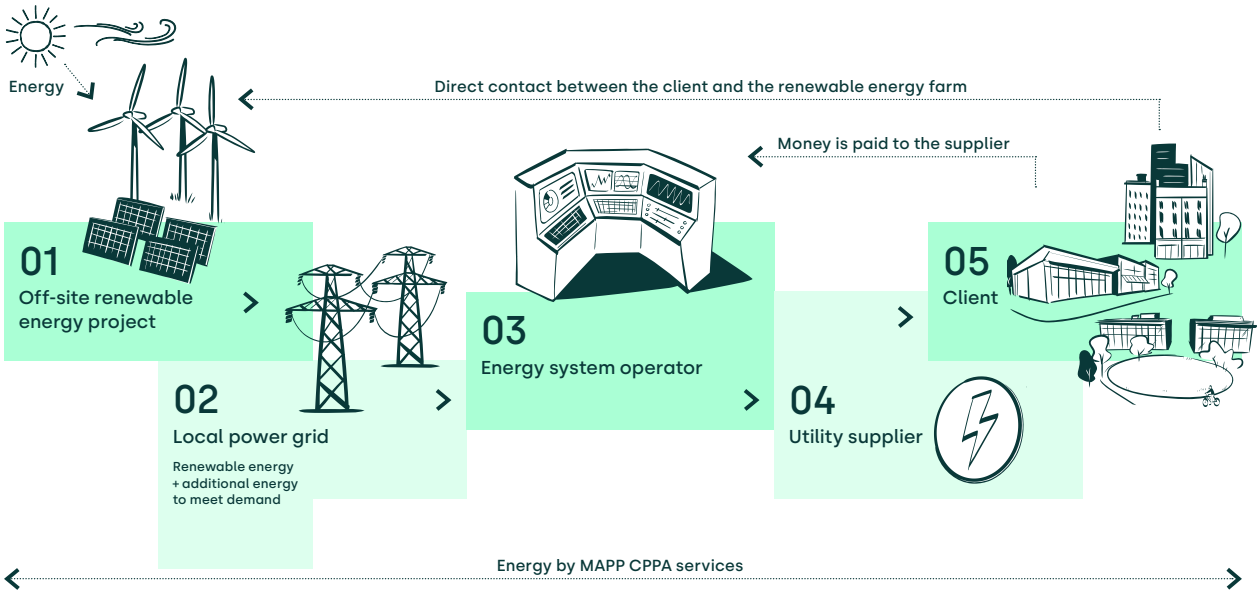 Energy
Direct contact between the client and the renewable energy farm
Money is paid to the supplier
01
Off-site renewable
energy project
02
Local power grid
Renewable energy
+ additional energy
to meet demand
03
Energy system operator
04
Utility supplier
05
Client
Energy by MAPP CPPA services